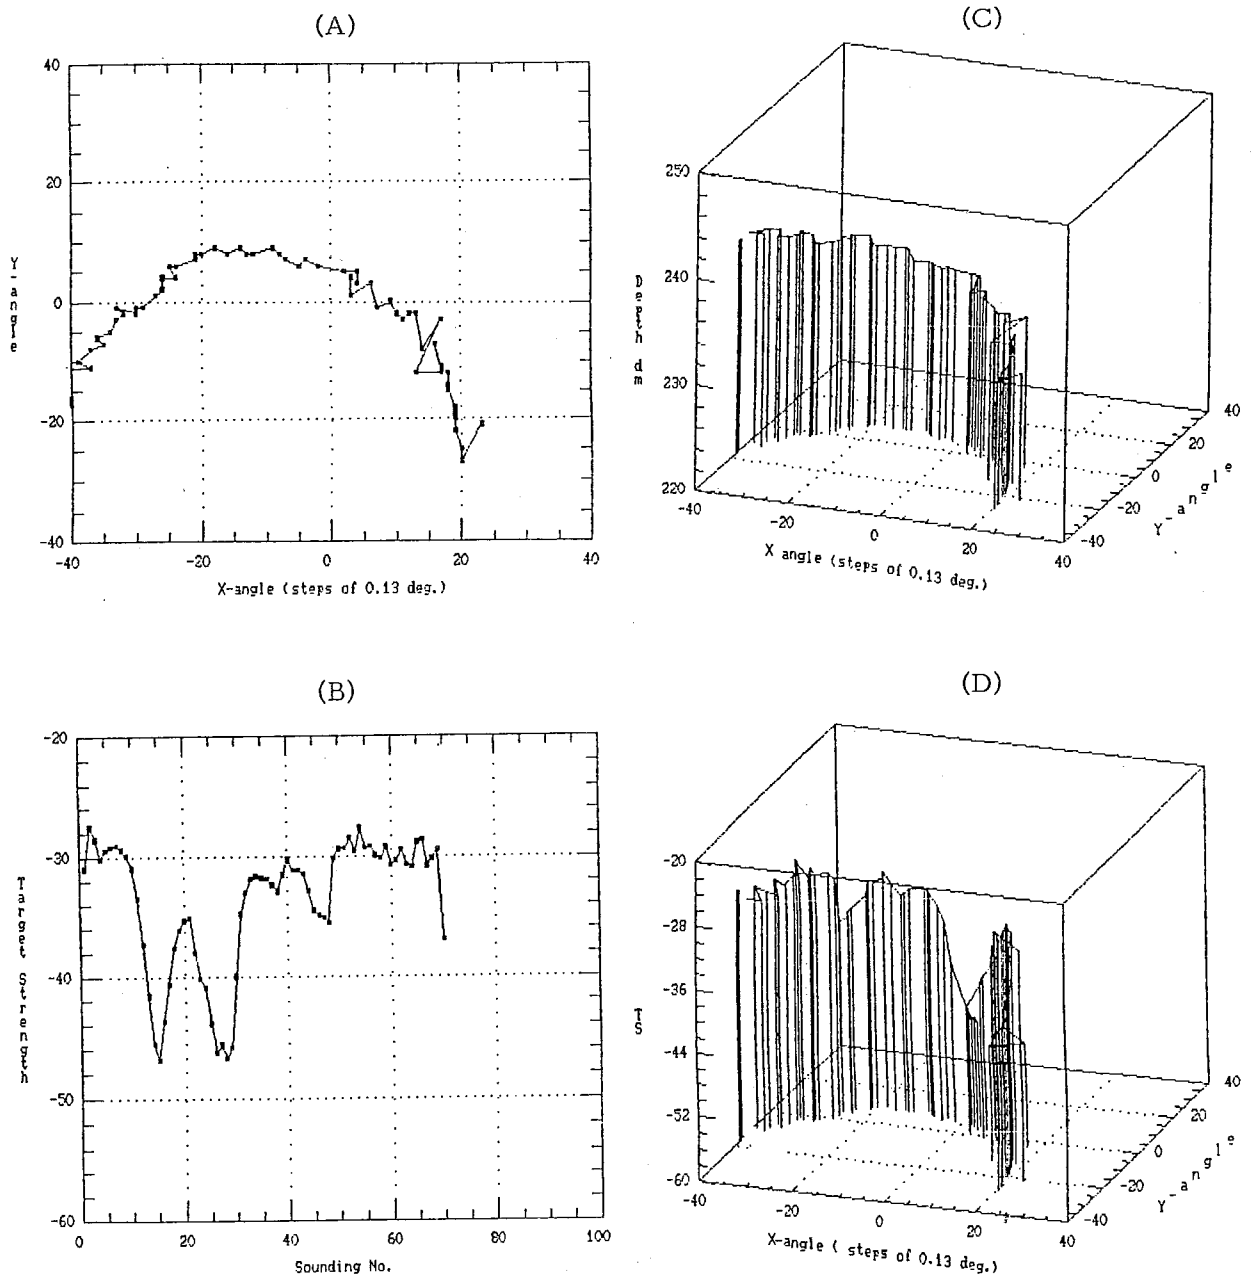 (A)
40
20
0
-20
-40
Y-angle
-40 -20 0 20 40
X-angle (steps of 0.13 deg.)
(C)
250
240
230
220
Depth dm
-40 -20 0 20 40
X angle (steps of 0.13 deg.)
40
20
0
-20
-40
Y-angle
(B)
-20
-30
-40
-50
-60
Target Strength
0 20 40 60 80 100
Sounding No.
(D)
-20
-28
-36
-44
-52
-60
TS
-40 -20 0 20 40
X-angle ( steps of 0.13 deg.)
40
20
0
-20
-40
Y-angle